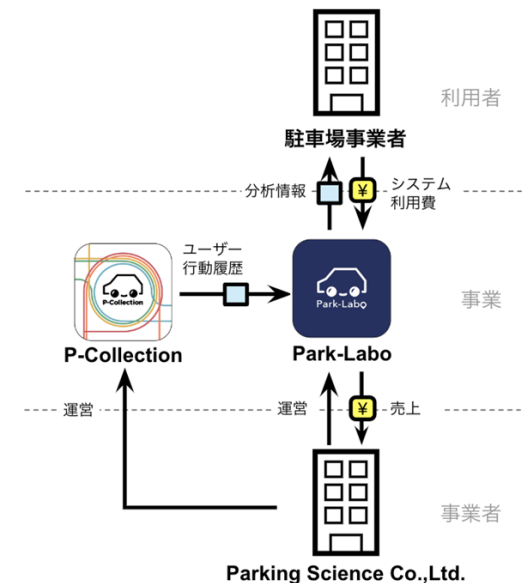 利用者
駐車場事業者
分析情報
¥
システム
利用費
ユーザー
行動履歴
P-Collection
Park-Labo
事業
P-Collection
Park-Labo
運営
運営
¥
売上
事業者
Parking Science Co.,Ltd.